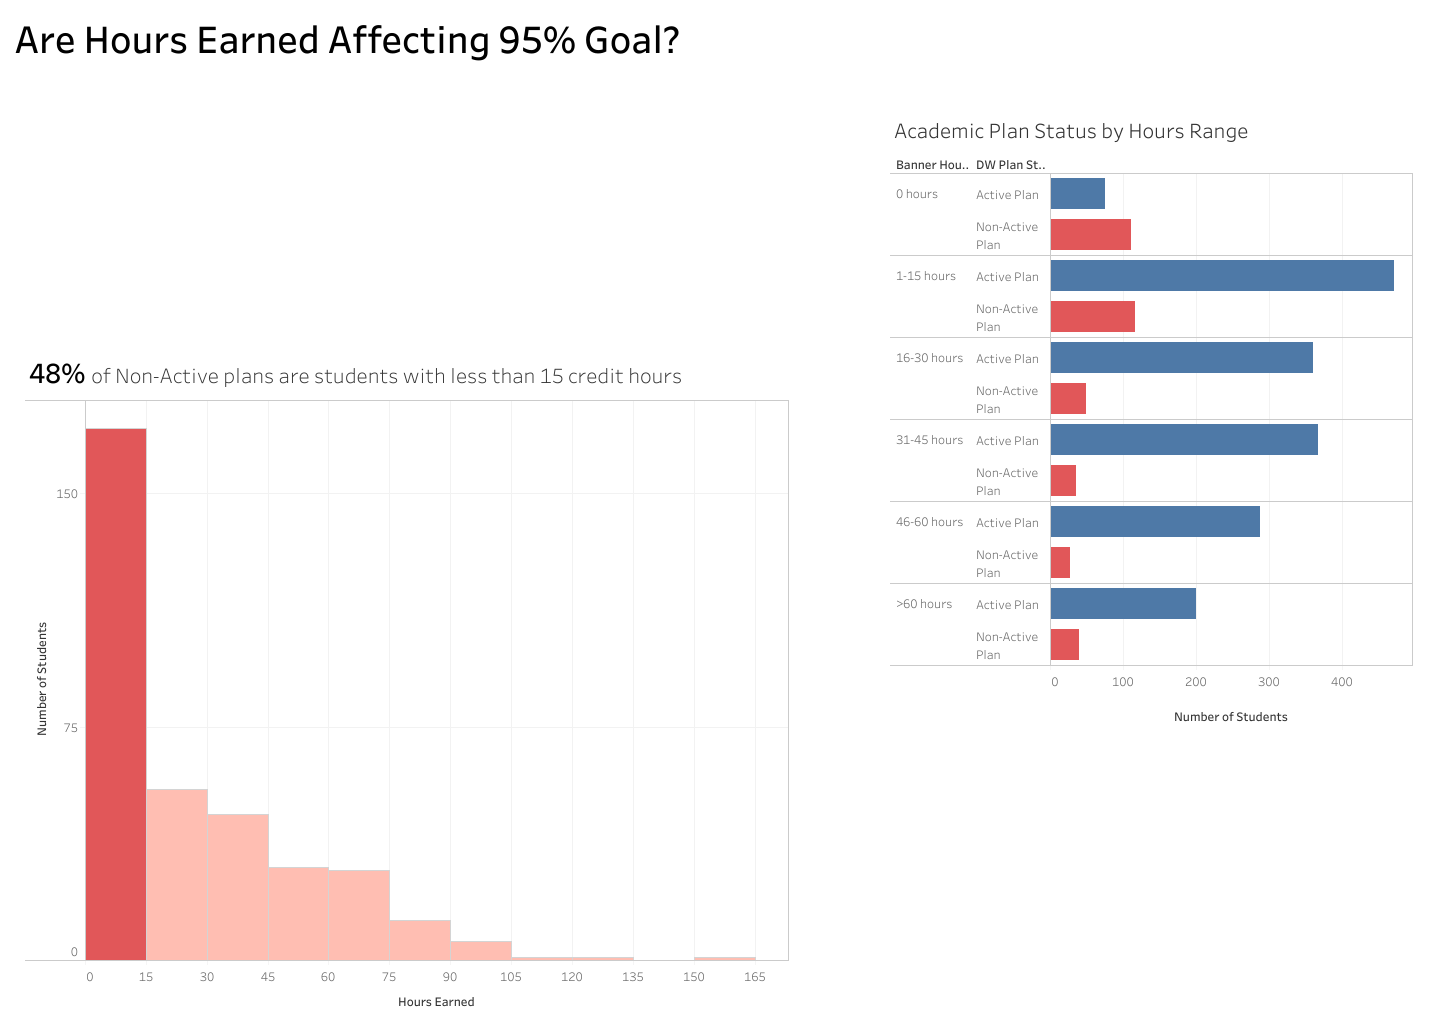 Are Hours Earned Affecting 95% Goal?
48% of Non-Active plans are students with less than 15 credit hours
Number of Students
150
75
0
0 15 30 45 60 75 90 105 120 135 150 165
Hours Earned
Academic Plan Status by Hours Range
Banner Hou.. DW Plan St..
0 hours Active Plan
Non-Active
Plan
1-15 hours Active Plan
Non-Active
Plan
16-30 hours Active Plan
Non-Active
Plan
31-45 hours Active Plan
Non-Active
Plan
46-60 hours Active Plan
Non-Active
Plan
>60 hours Active Plan
Non-Active
Plan
0 100 200 300 400
Number of Students